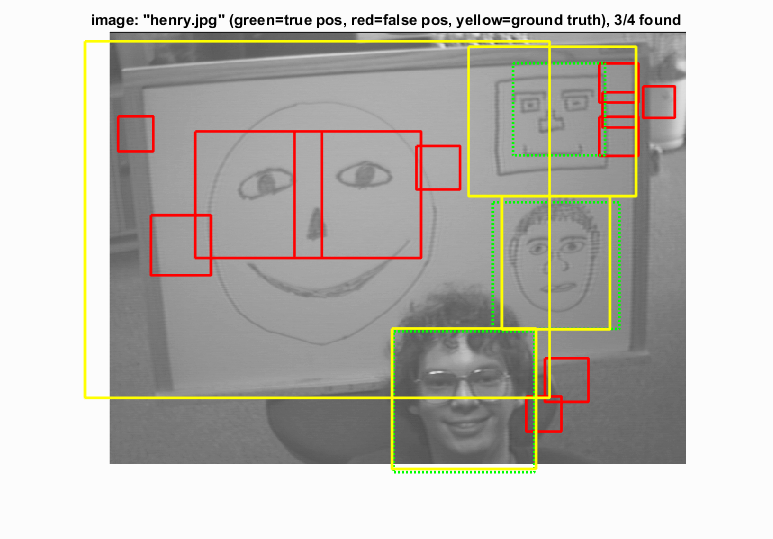 image: "henry.jpg" (green=true pos, red=false pos, yellow=ground truth), 3/4 found